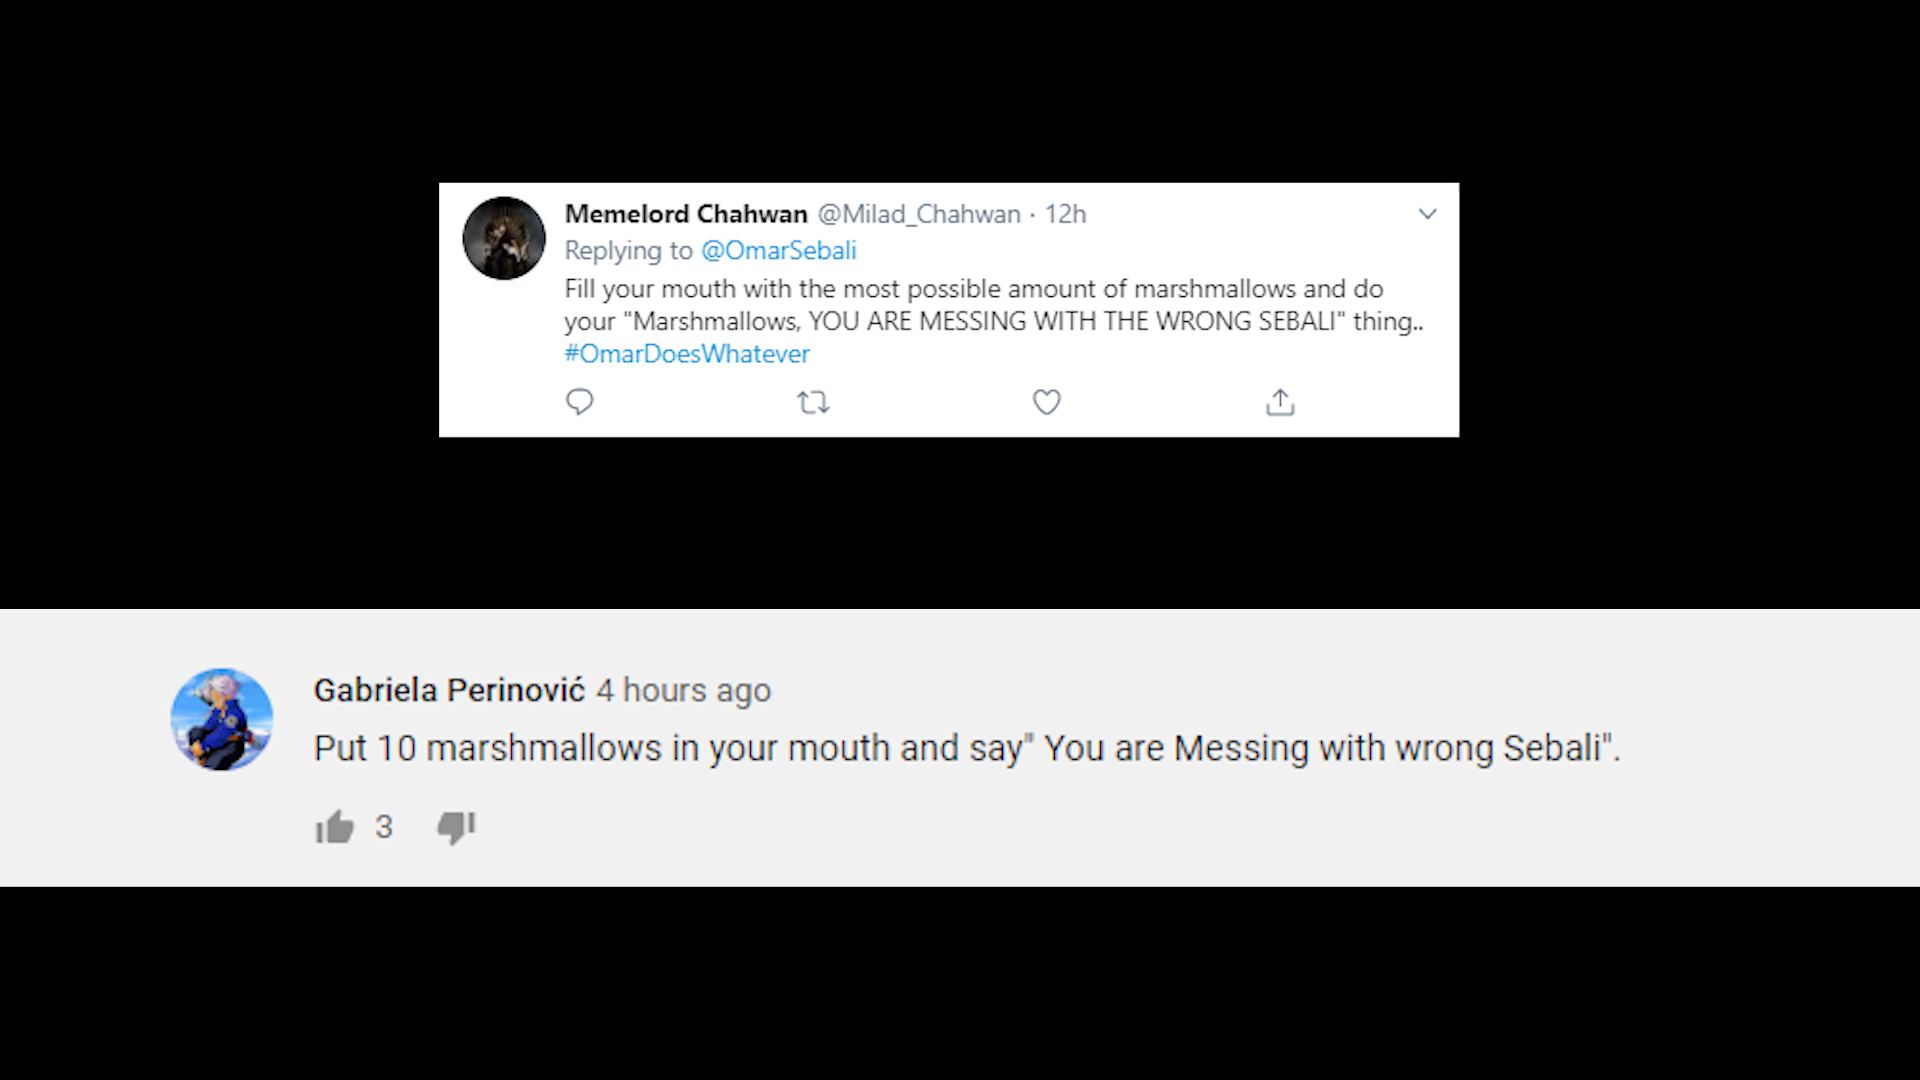 Memelord Chahwan @Milad_Chahwan · 12h
Replying to @OmarSebali
Fill your mouth with the most possible amount of marshmallows and do
your "Marshmallows, YOU ARE MESSING WITH THE WRONG SEBALI" thing..
#OmarDoesWhatever
Gabriela Perinović 4 hours ago
Put 10 marshmallows in your mouth and say" You are Messing with wrong Sebali".
3